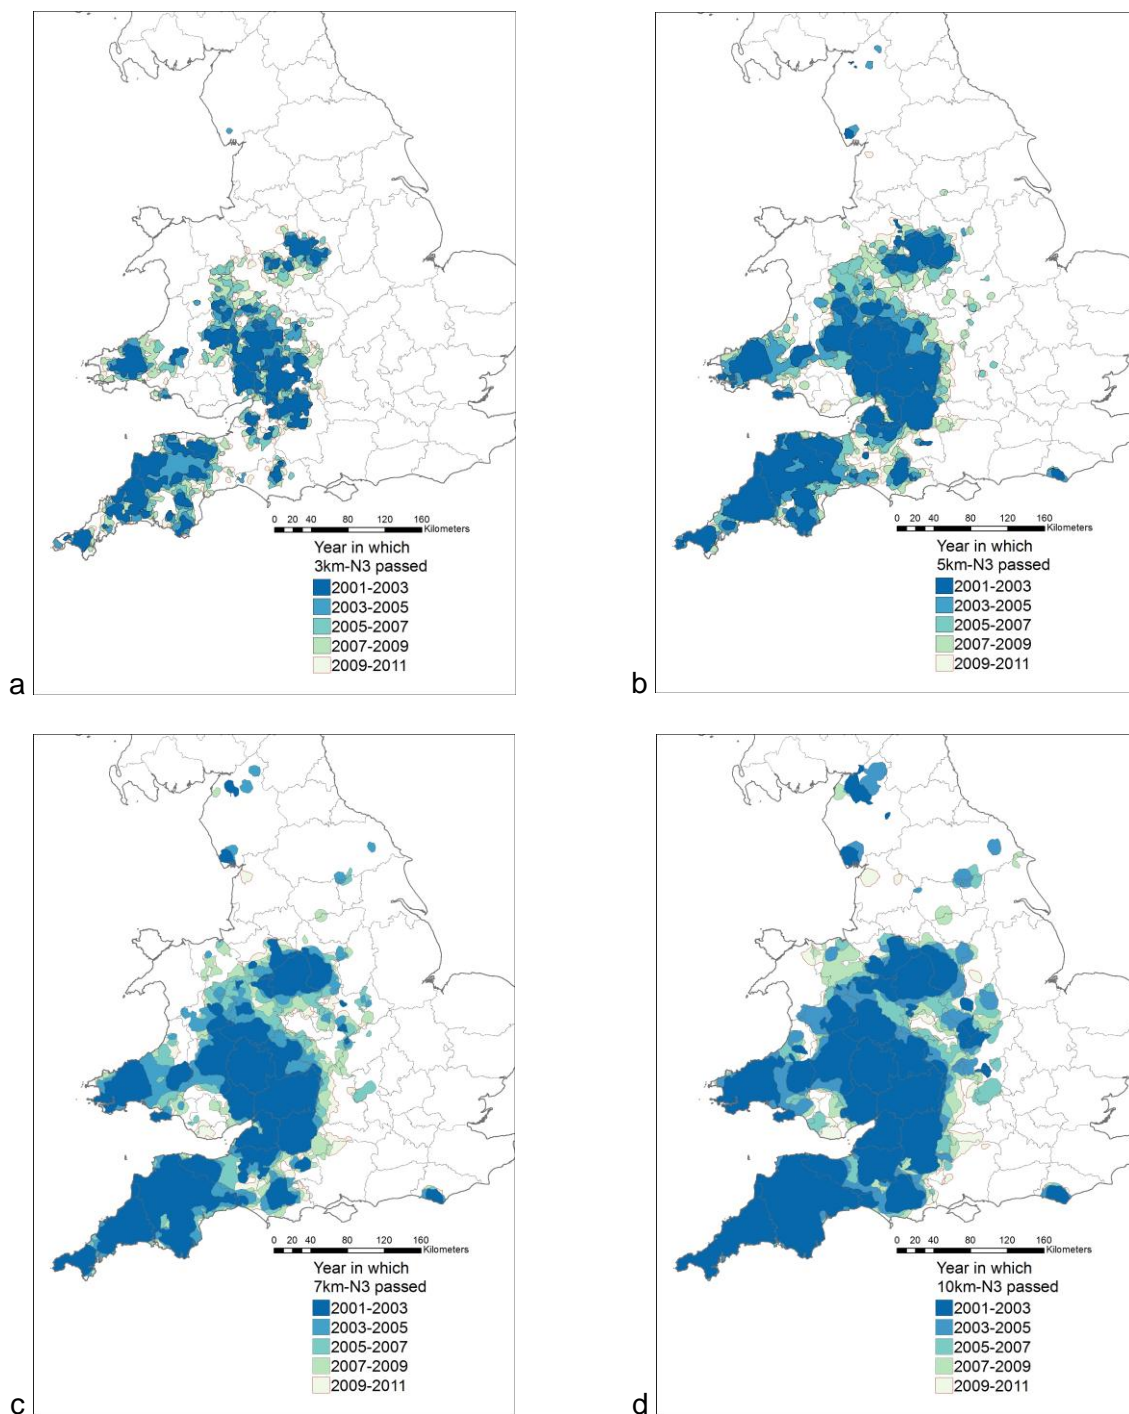 0 20 40 80 120 160
Kilometers
Year in which
3km-N3 passed
2001-2003
2003-2005
2005-2007
2007-2009
2009-2011
a
0 20 40 80 120 160
Kilometers
Year in which
5km-N3 passed
2001-2003
2003-2005
2005-2007
2007-2009
2009-2011
b
0 20 40 80 120 160
Kilometers
Year in which
7km-N3 passed
2001-2003
2003-2005
2005-2007
2007-2009
2009-2011
c
0 20 40 80 120 160
Kilometers
Year in which
10km-N3 passed
2001-2003
2003-2005
2005-2007
2007-2009
2009-2011
d